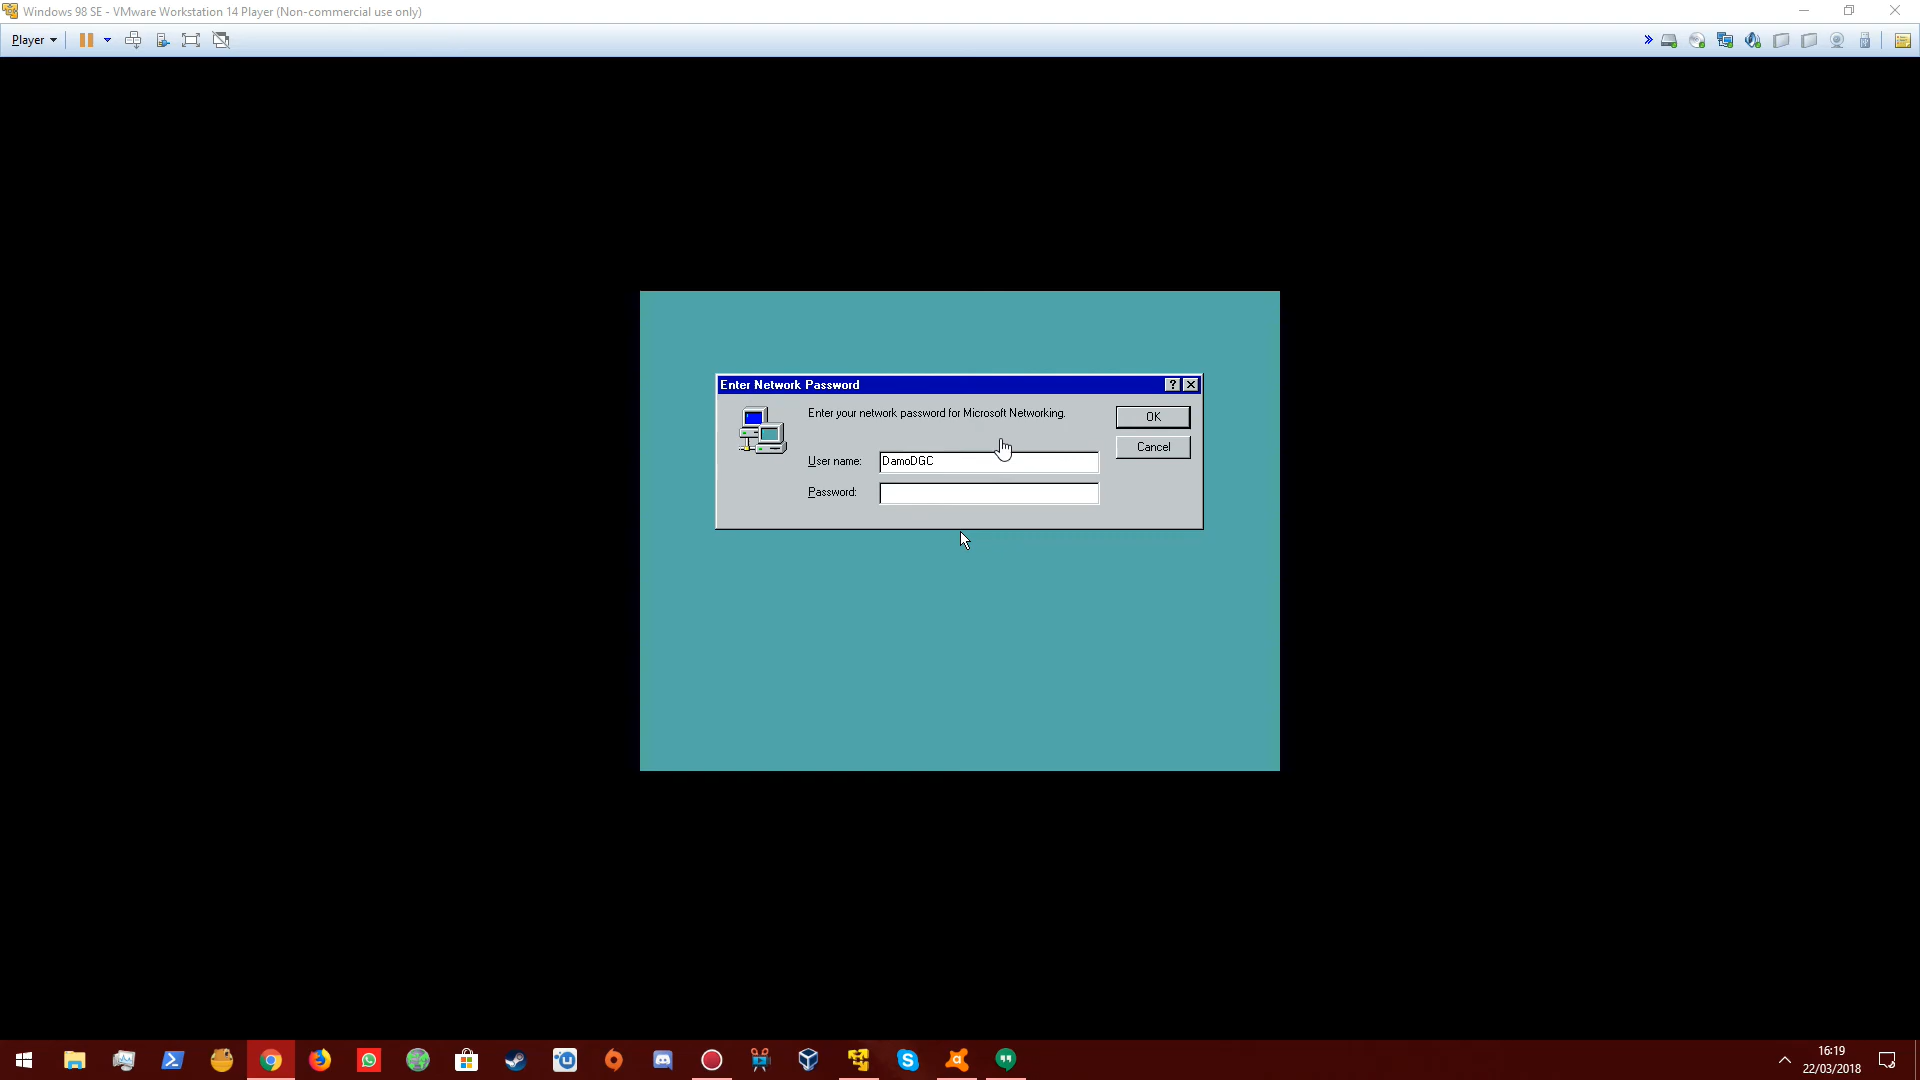 Windows 98 SE - VMware Workstation 14 Player (Non-commercial use only)
Player
Enter Network Password
Enter your network password for Microsoft Networking.
OK
Cancel
User name: DamoDGC
Password:
16:19
22/03/2018